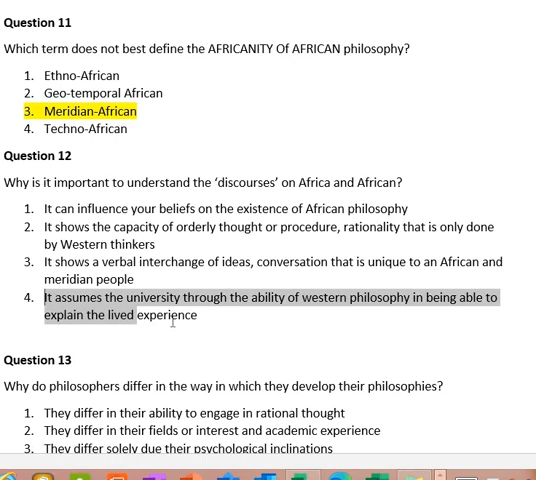 Question 11
Which term does not best define the AFRICANITY Of AFRICAN philosophy?
1. Ethno-African
2. Geo-temporal African
3. Meridian-African
4. Techno-African
Question 12
Why is it important to understand the ‘discourses’ on Africa and African?
1. It can influence your beliefs on the existence of African philosophy
2. It shows the capacity of orderly thought or procedure, rationality that is only done
by Western thinkers
3. It shows a verbal interchange of ideas, conversation that is unique to an African and
meridian people
4. It assumes the university through the ability of western philosophy in being able to
explain the lived experience
Question 13
Why do philosophers differ in the way in which they develop their philosophies?
1. They differ in their ability to engage in rational thought
2. They differ in their fields or interest and academic experience
3. They differ solely due their psychological inclinations